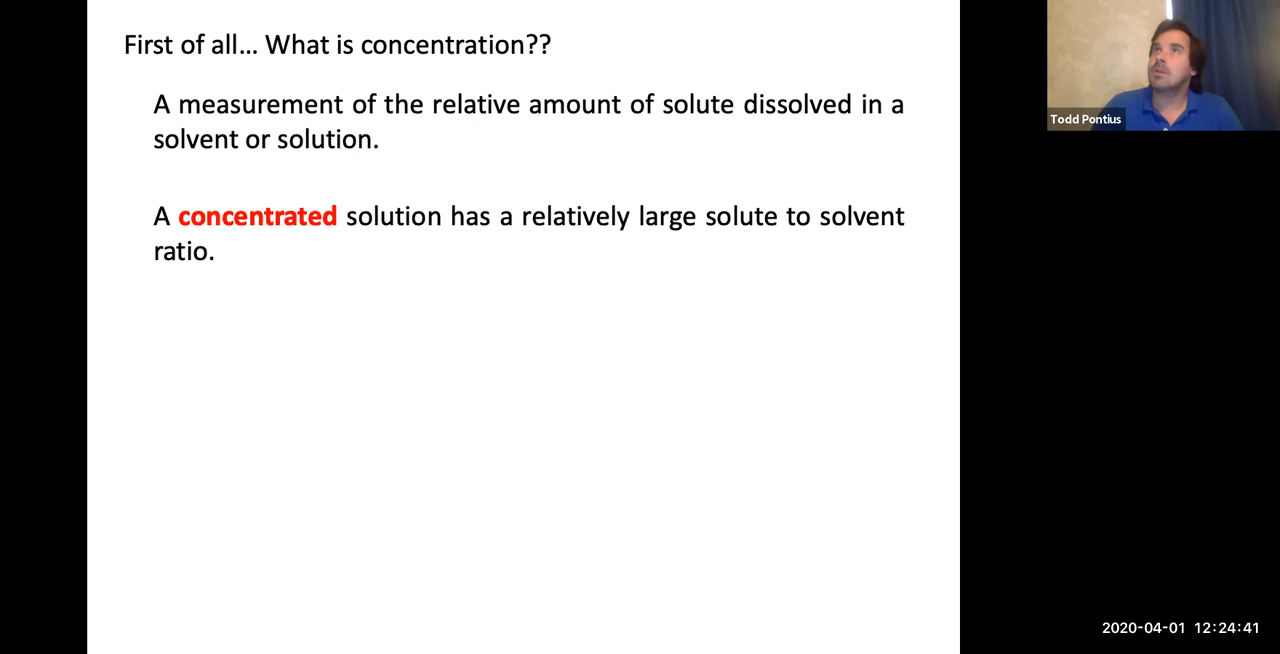 First of all... What is concentration??
A measurement of the relative amount of solute dissolved in a
solvent or solution.
A concentrated solution has a relatively large solute to solvent
ratio.
Todd Pontius
2020-04-01 12:24:41